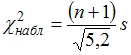 χ²набл = (n+1)/√5,2 s